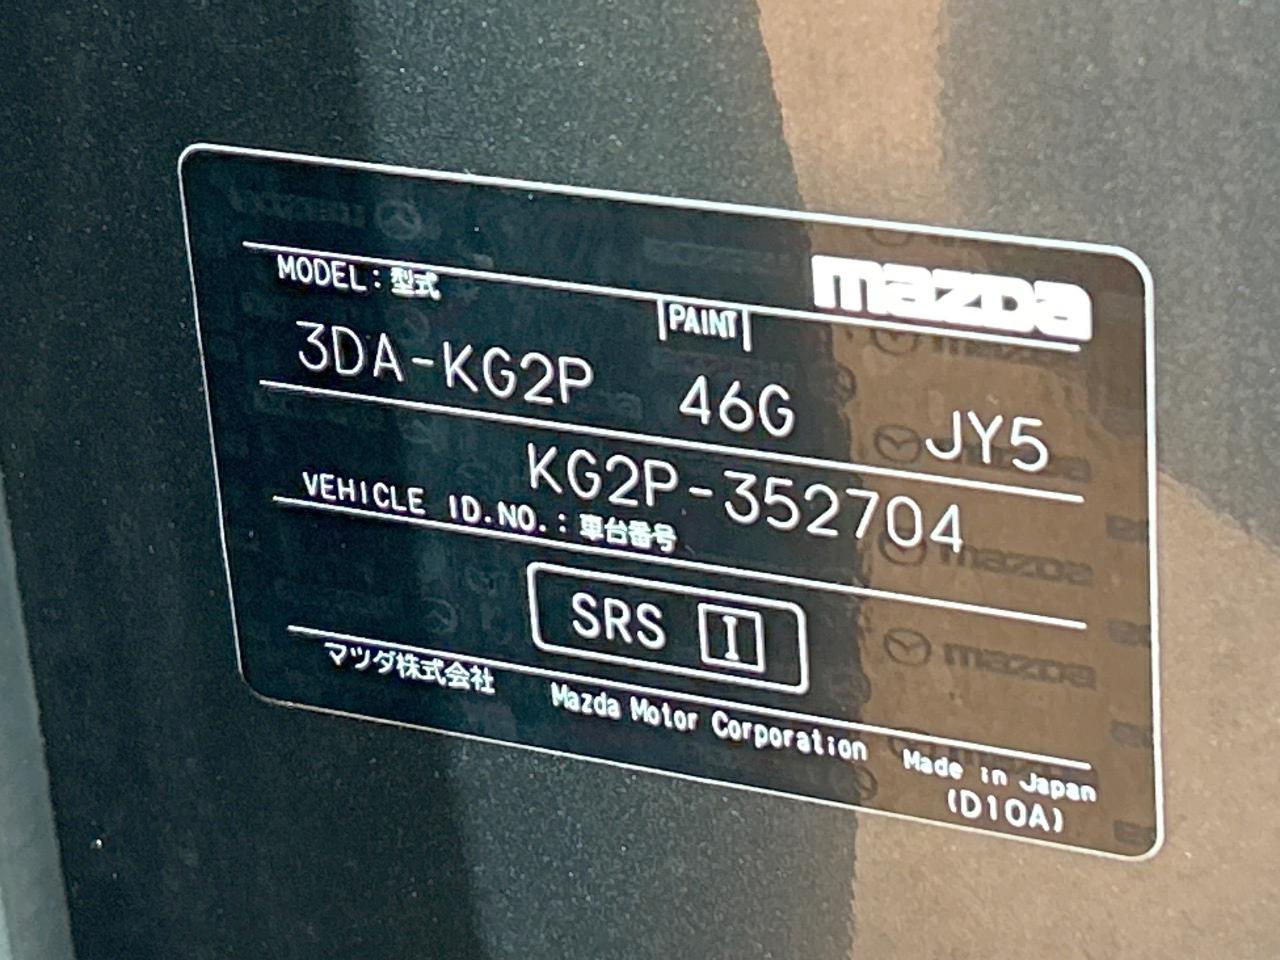 mazda
MODEL：型式
PAINT
3DA-KG2P 46G JY5
KG2P-352704
VEHICLE ID.NO.：車台番号
SRS I
マツダ株式会社 Mazda Motor Corporation Made in Japan
(D10A)